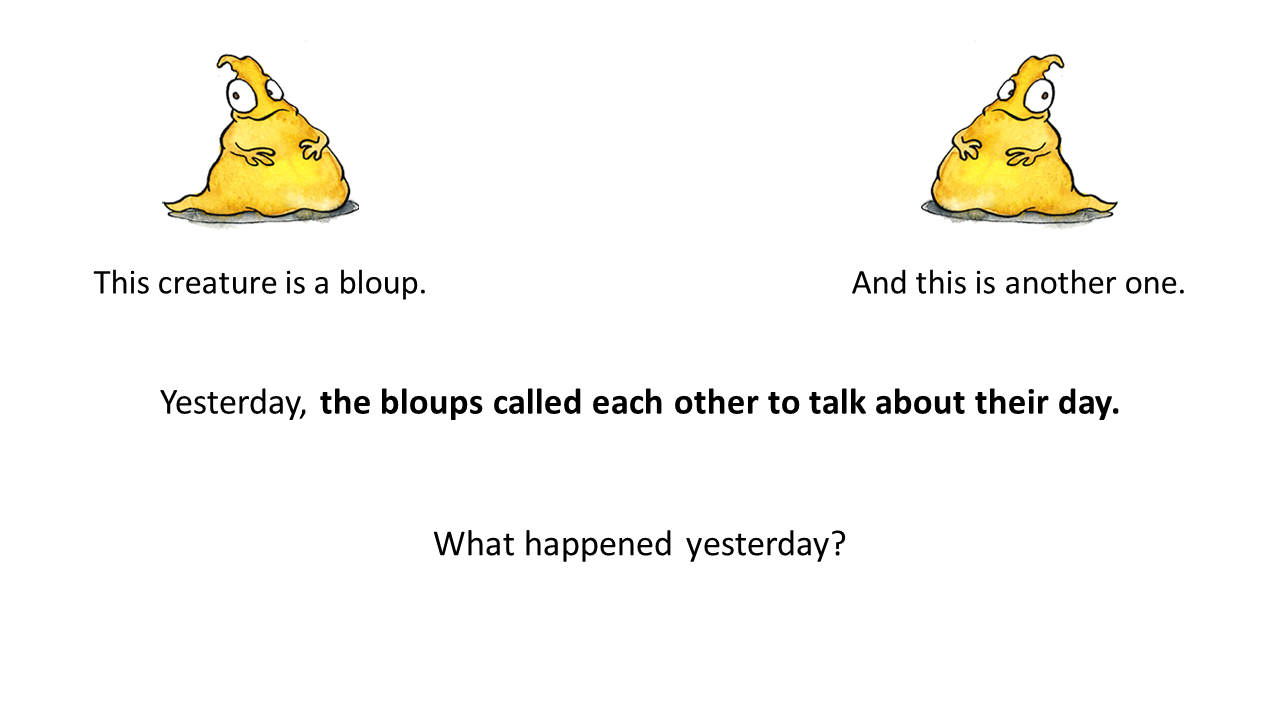 This creature is a bloup.
And this is another one.
Yesterday, the bloups called each other to talk about their day.
What happened yesterday?